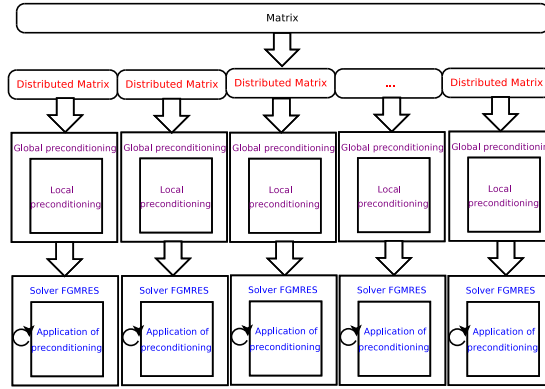 Matrix
Distributed Matrix
Distributed Matrix
Distributed Matrix
...
Distributed Matrix
Global preconditioning
Local
preconditioning
Global preconditioning
Local
preconditioning
Global preconditioning
Local
preconditioning
Global preconditioning
Local
preconditioning
Global preconditioning
Local
preconditioning
Solver FGMRES
Application of
preconditioning
Solver FGMRES
Application of
preconditioning
Solver FGMRES
Application of
preconditioning
Solver FGMRES
Application of
preconditioning
Solver FGMRES
Application of
preconditioning